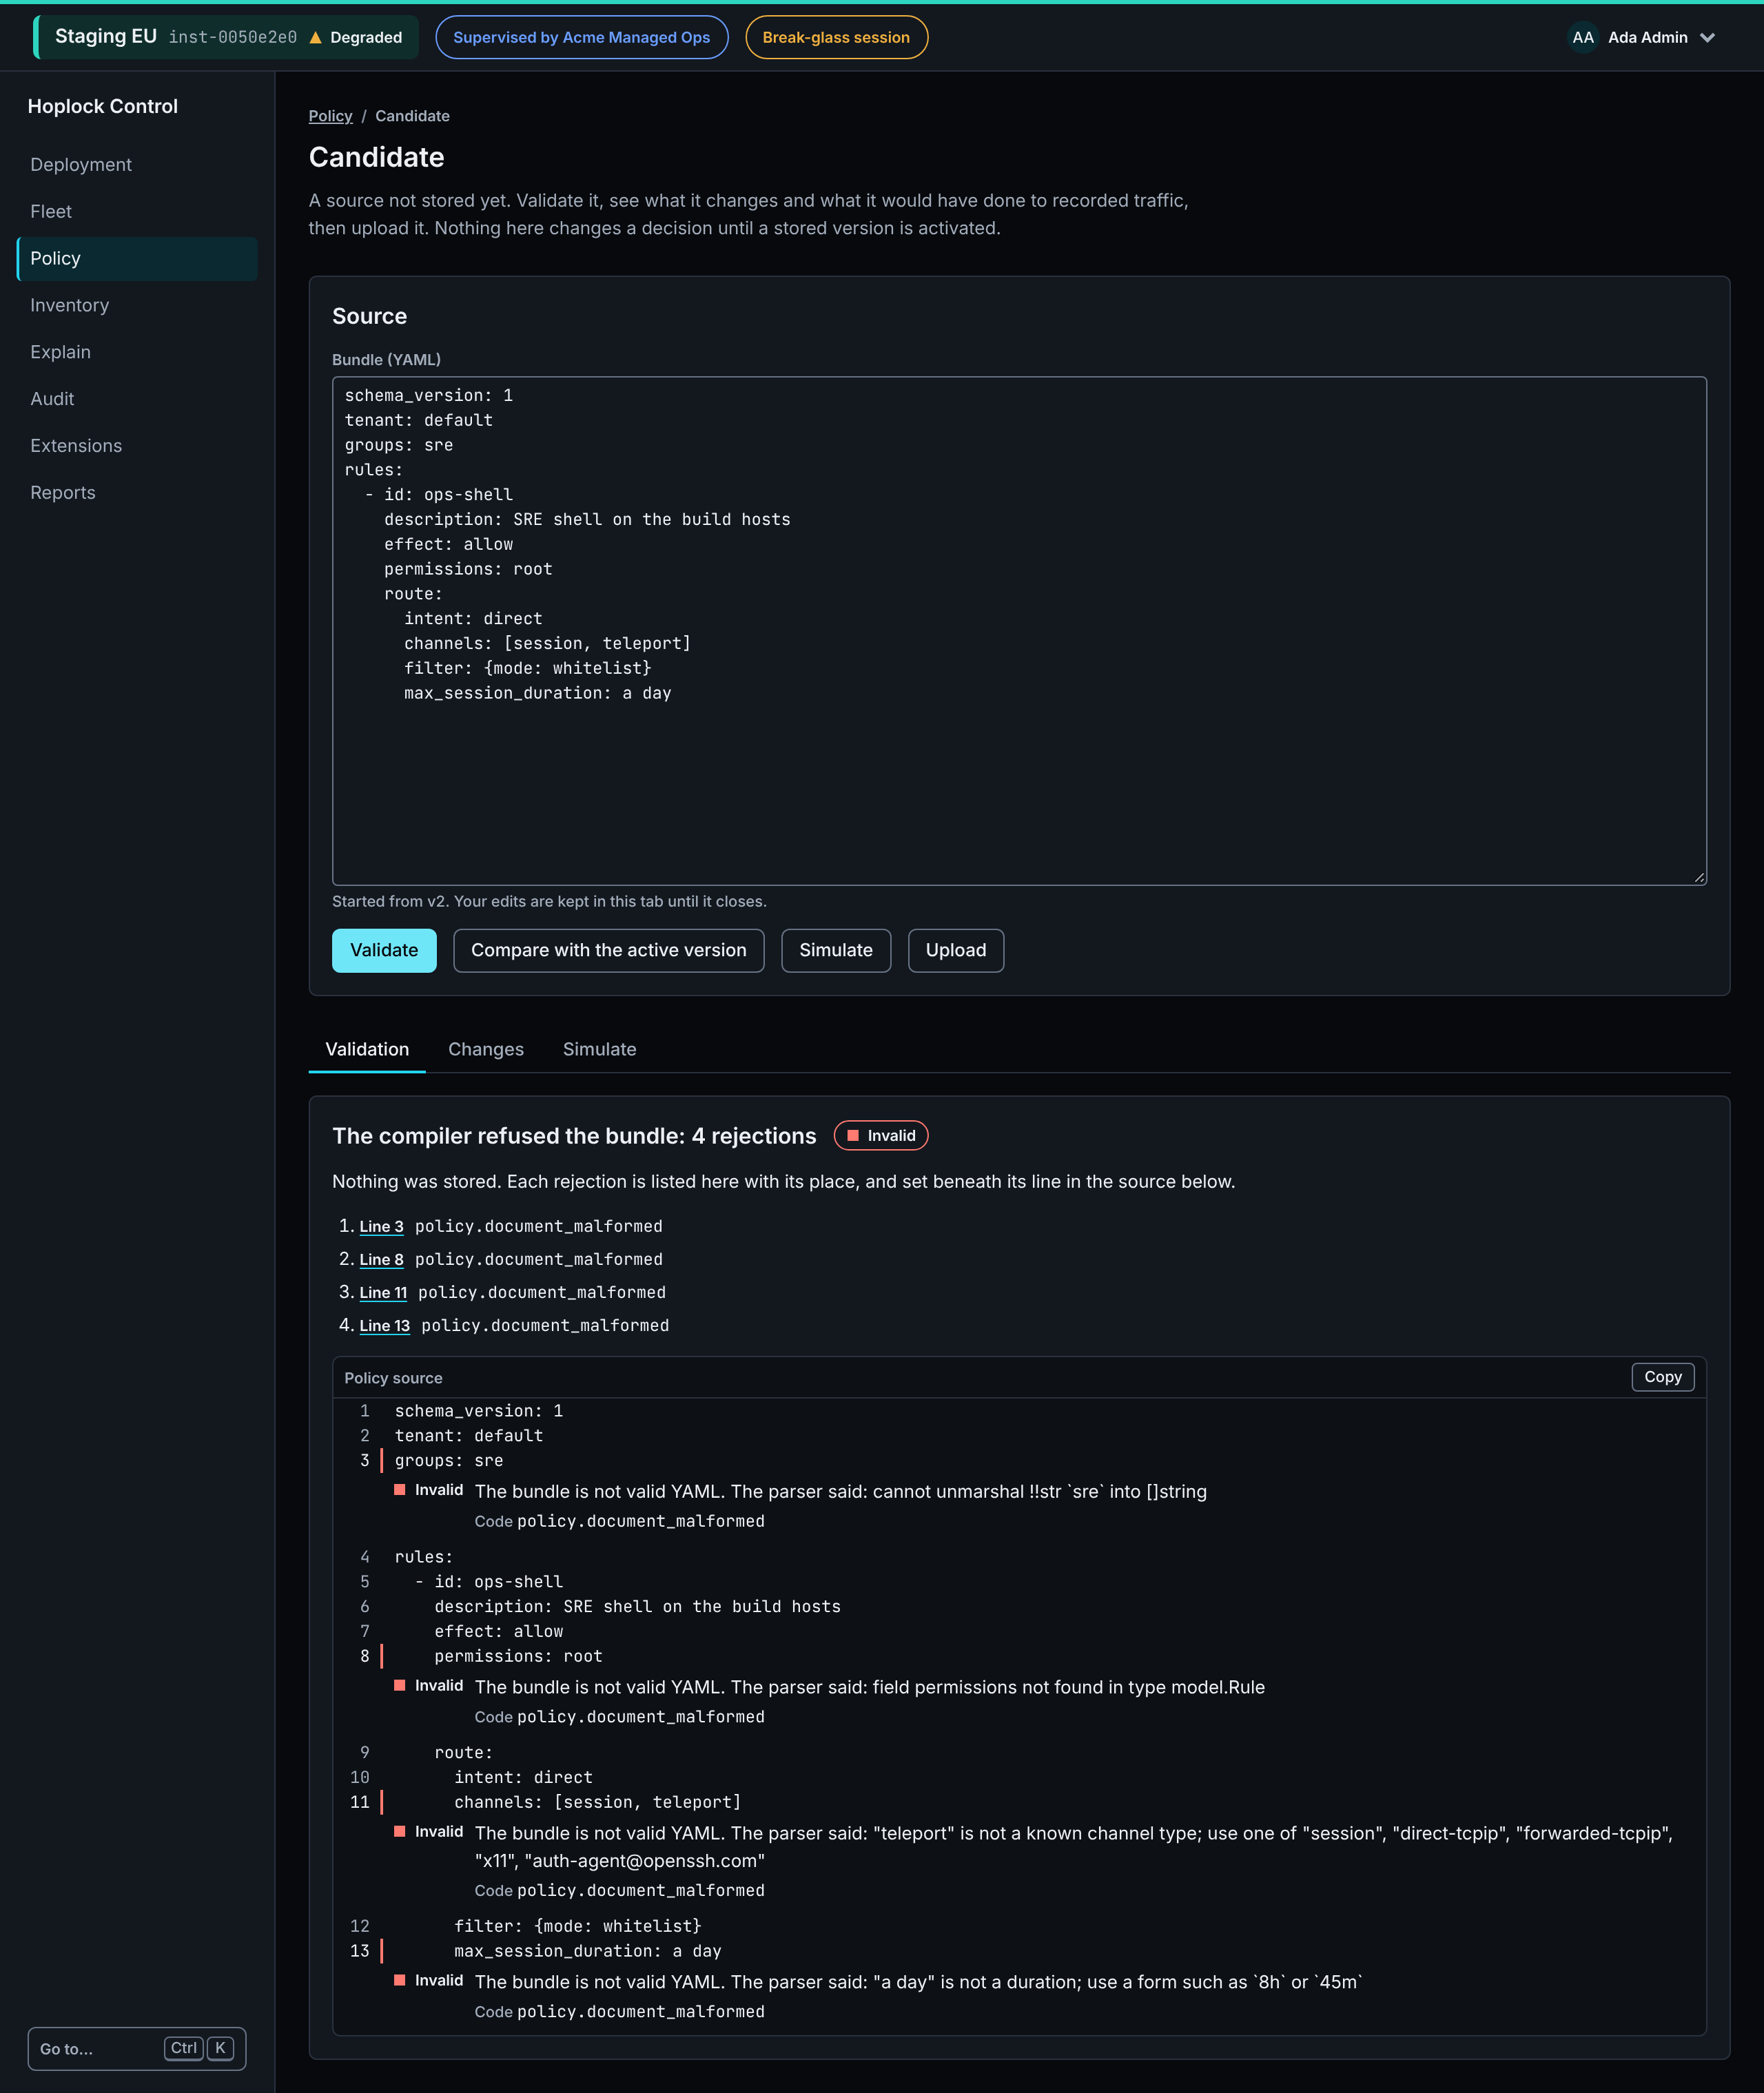 Staging EU inst-0050e2e0 Degraded
Supervised by Acme Managed Ops
Break-glass session
AA Ada Admin
Hoplock Control
Deployment
Fleet
Policy
Inventory
Explain
Audit
Extensions
Reports
Go to... Ctrl K
Policy / Candidate
Candidate
A source not stored yet. Validate it, see what it changes and what it would have done to recorded traffic,
then upload it. Nothing here changes a decision until a stored version is activated.
Source
Bundle (YAML)
schema_version: 1
tenant: default
groups: sre
rules:
  - id: ops-shell
    description: SRE shell on the build hosts
    effect: allow
    permissions: root
    route:
      intent: direct
      channels: [session, teleport]
      filter: {mode: whitelist}
      max_session_duration: a day
Started from v2. Your edits are kept in this tab until it closes.
Validate
Compare with the active version
Simulate
Upload
Validation
Changes
Simulate
The compiler refused the bundle: 4 rejections Invalid
Nothing was stored. Each rejection is listed here with its place, and set beneath its line in the source below.
1. Line 3 policy.document_malformed
2. Line 8 policy.document_malformed
3. Line 11 policy.document_malformed
4. Line 13 policy.document_malformed
Policy source Copy
1 schema_version: 1
2 tenant: default
3 groups: sre
Invalid The bundle is not valid YAML. The parser said: cannot unmarshal !!str `sre` into []string
Code policy.document_malformed
4 rules:
5   - id: ops-shell
6     description: SRE shell on the build hosts
7     effect: allow
8     permissions: root
Invalid The bundle is not valid YAML. The parser said: field permissions not found in type model.Rule
Code policy.document_malformed
9     route:
10       intent: direct
11       channels: [session, teleport]
Invalid The bundle is not valid YAML. The parser said: "teleport" is not a known channel type; use one of "session", "direct-tcpip", "forwarded-tcpip",
"x11", "auth-agent@openssh.com"
Code policy.document_malformed
12       filter: {mode: whitelist}
13       max_session_duration: a day
Invalid The bundle is not valid YAML. The parser said: "a day" is not a duration; use a form such as `8h` or `45m`
Code policy.document_malformed